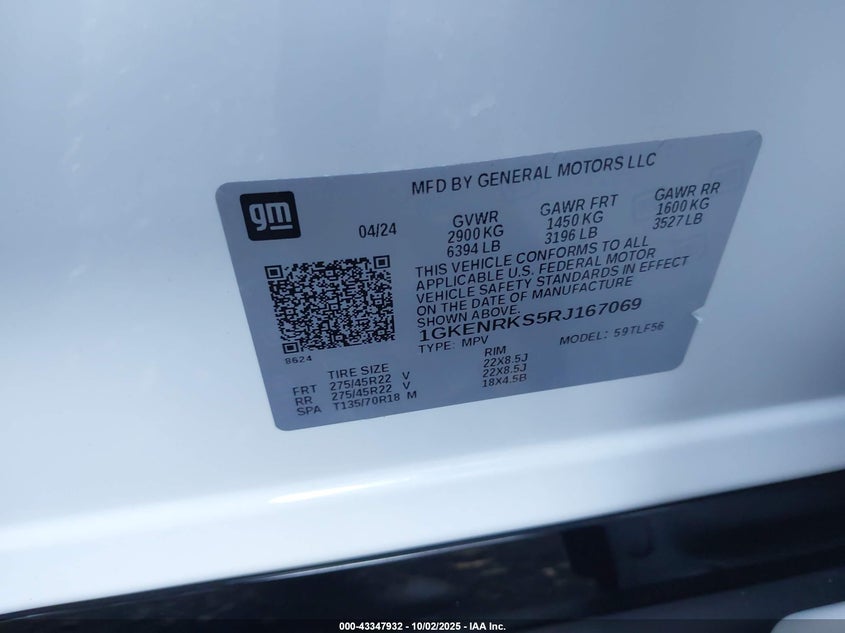 gm
MFD BY GENERAL MOTORS LLC
04/24
GVWR
2900 KG
6394 LB
GAWR FRT
1450 KG
3196 LB
GAWR RR
1600 KG
3527 LB
THIS VEHICLE CONFORMS TO ALL
APPLICABLE U.S. FEDERAL MOTOR
VEHICLE SAFETY STANDARDS IN EFFECT
ON THE DATE OF MANUFACTURE
SHOWN ABOVE.
1GKENRKS5RJ167069
TYPE: MPV MODEL: 59TLF56
8624
TIRE SIZE RIM
FRT 275/45R22 V 22X8.5J
RR 275/45R22 V 22X8.5J
SPA T135/70R18 M 18X4.5B
000-43347932 - 10/02/2025 - IAA Inc.